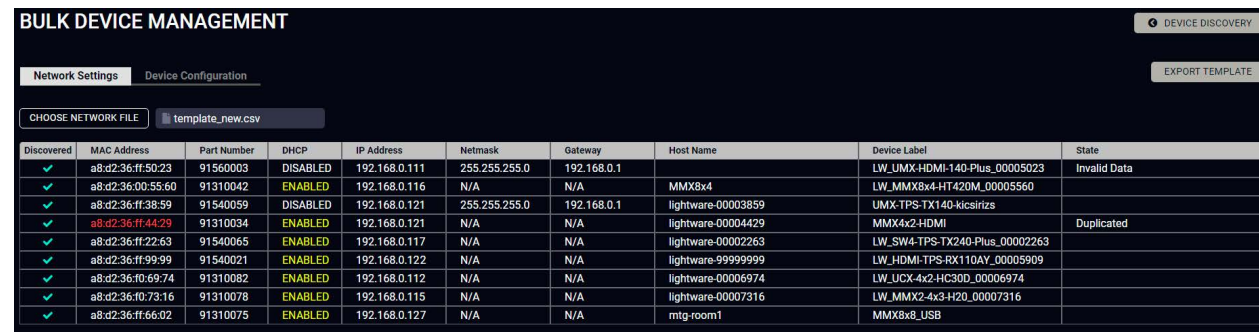 BULK DEVICE MANAGEMENT
DEVICE DISCOVERY
Network Settings Device Configuration
EXPORT TEMPLATE
CHOOSE NETWORK FILE template_new.csv
Discovered MAC Address Part Number DHCP IP Address Netmask Gateway Host Name Device Label State
a8:d2:36:ff:50:23 91560003 DISABLED 192.168.0.111 255.255.255.0 192.168.0.1 LW_UMX-HDMI-140-Plus_00005023 Invalid Data
a8:d2:36:00:55:60 91310042 ENABLED 192.168.0.116 N/A N/A MMX8x4 LW_MMX8x4-HT420M_00005560
a8:d2:36:ff:38:59 91540059 DISABLED 192.168.0.121 255.255.255.0 192.168.0.1 lightware-00003859 UMX-TPS-TX140-kicsirizs
a8:d2:36:ff:44:29 91310034 ENABLED 192.168.0.121 N/A N/A lightware-00004429 MMX4x2-HDMI Duplicated
a8:d2:36:ff:22:63 91540065 ENABLED 192.168.0.117 N/A N/A lightware-00002263 LW_SW4-TPS-TX240-Plus_00002263
a8:d2:36:ff:99:99 91540021 ENABLED 192.168.0.122 N/A N/A lightware-99999999 LW_HDMI-TPS-RX110AY_00005909
a8:d2:36:f0:69:74 91310082 ENABLED 192.168.0.112 N/A N/A lightware-00006974 LW_UCX-4x2-HC30D_00006974
a8:d2:36:f0:73:16 91310078 ENABLED 192.168.0.115 N/A N/A lightware-00007316 LW_MMX2-4x3-H20_00007316
a8:d2:36:ff:66:02 91310075 ENABLED 192.168.0.127 N/A N/A mtg-room1 MMX8x8_USB